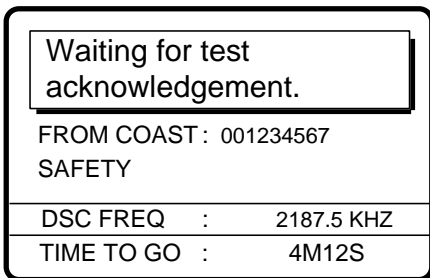 Waiting for test
acknowledgement.
FROM COAST : 001234567
SAFETY
DSC FREQ : 2187.5 KHZ
TIME TO GO : 4M12S